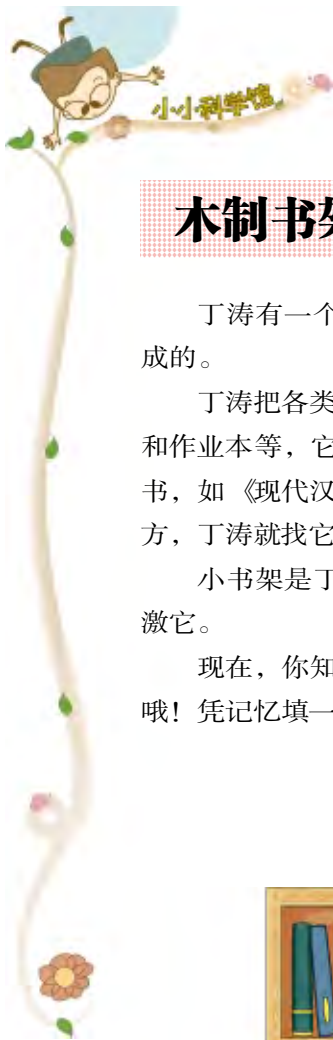 小小科学馆
木制书架
丁涛有一个
成的。
丁涛把各类
和作业本等，它
书，如《现代汉
方，丁涛就找它
小书架是丁
激它。
现在，你知
哦！凭记忆填一